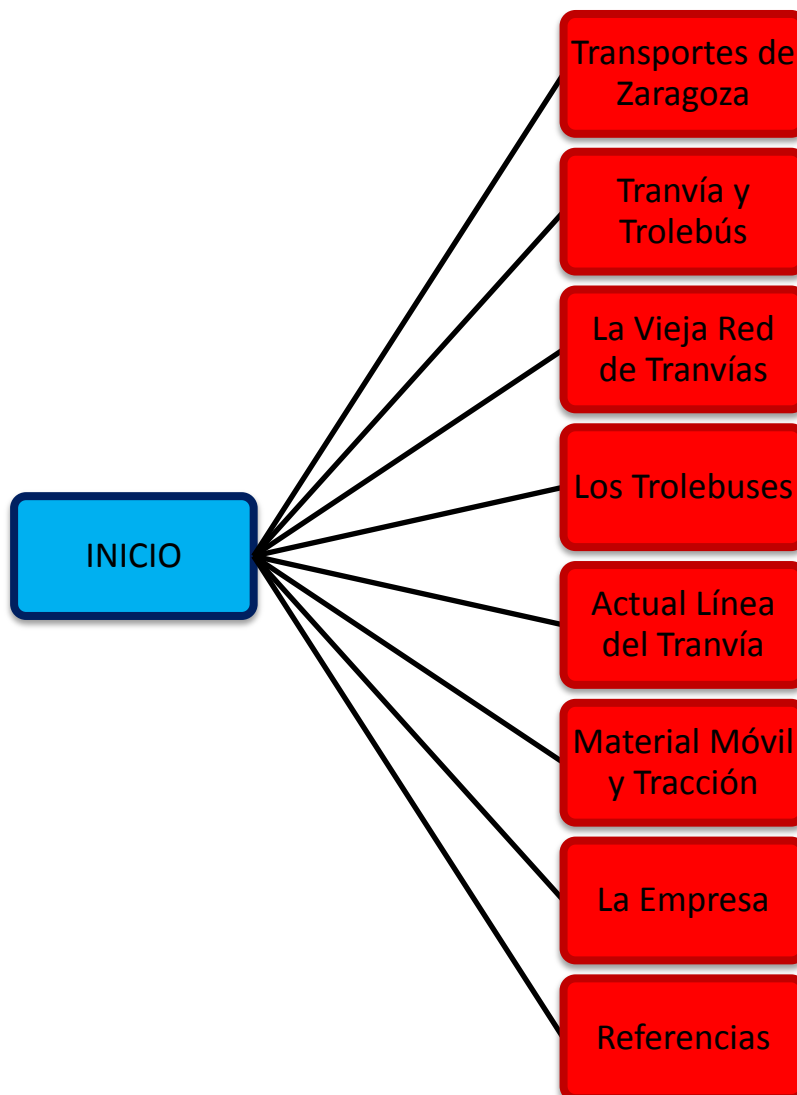 Transportes de
Zaragoza
Tranvía y
Trolebús
La Vieja Red
de Tranvías
Los Trolebuses
INICIO
Actual Línea
del Tranvía
Material Móvil
y Tracción
La Empresa
Referencias